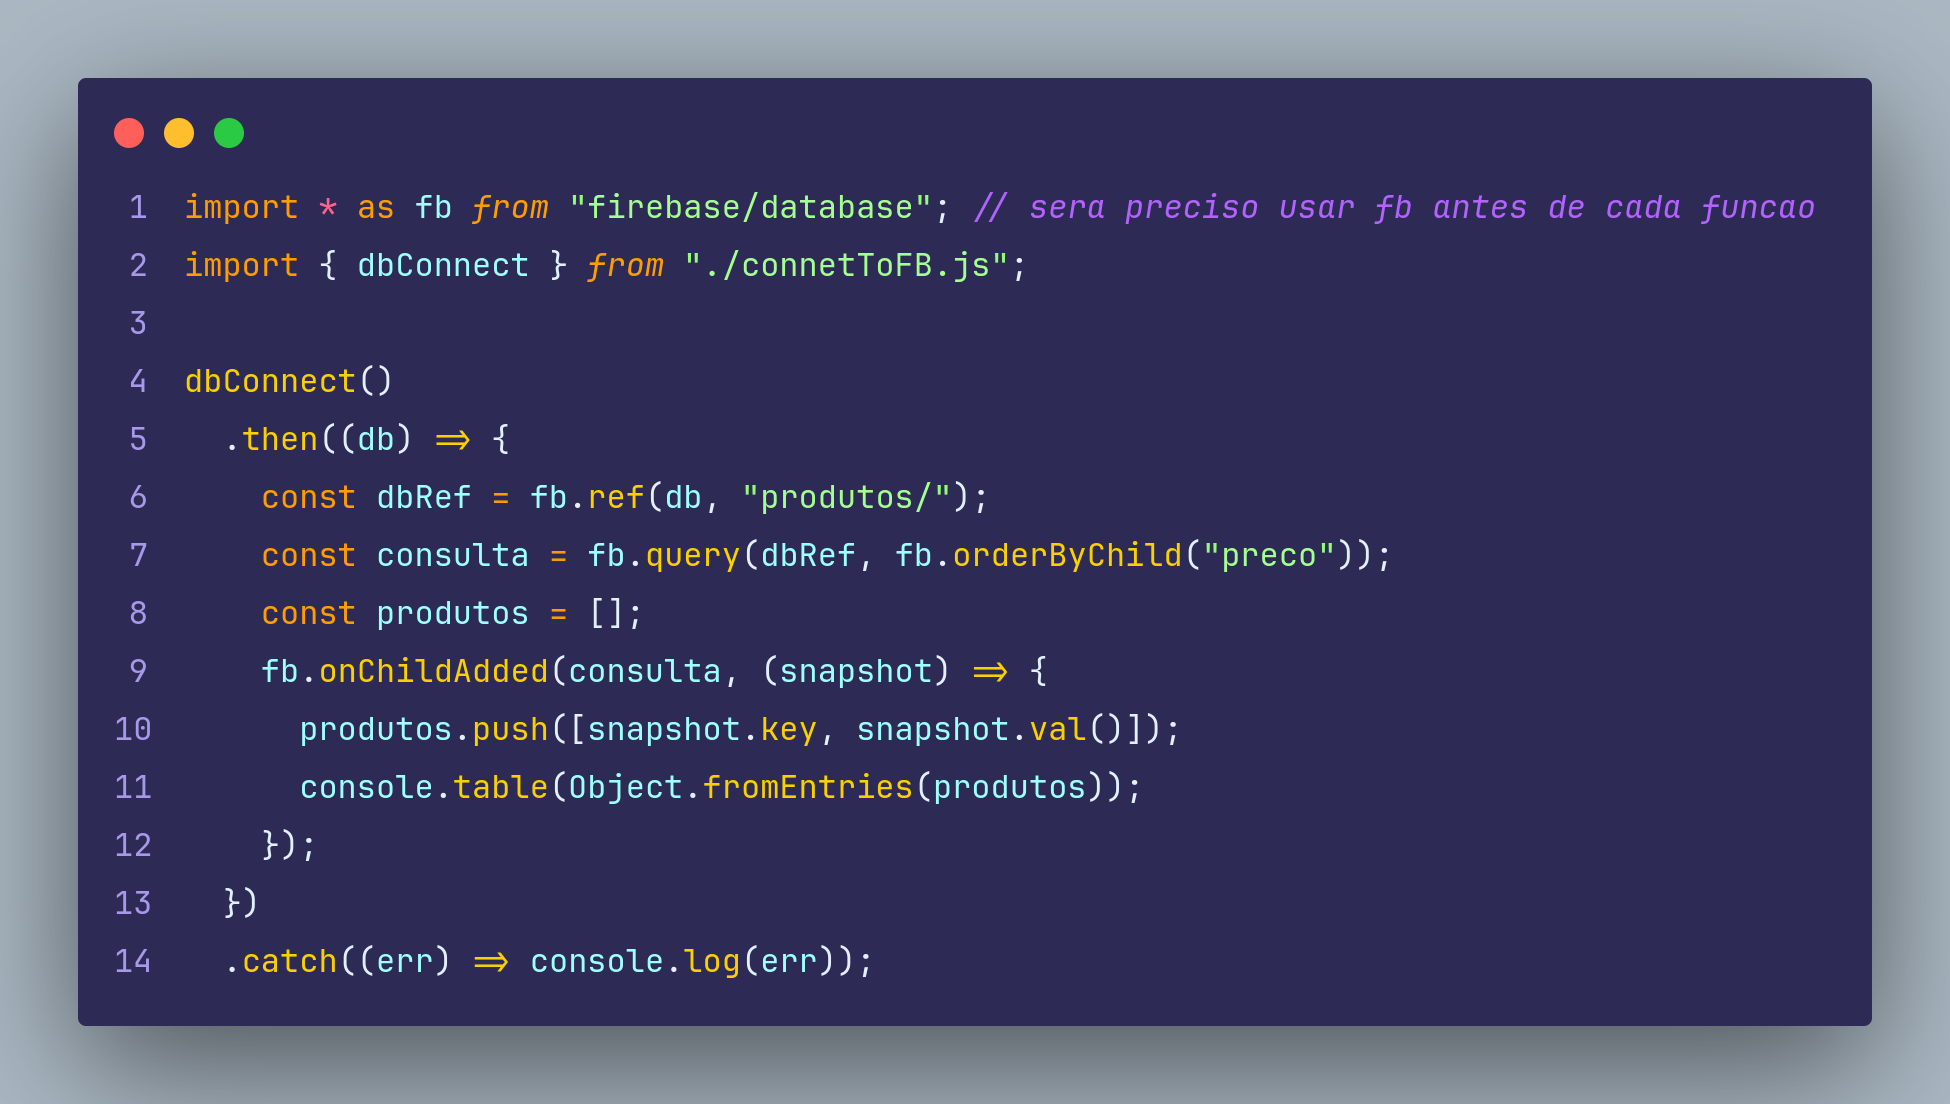 1 import * as fb from "firebase/database"; // sera preciso usar fb antes de cada funcao
2 import { dbConnect } from "./connetToFB.js";
3
4 dbConnect()
5   .then((db) => {
6     const dbRef = fb.ref(db, "produtos/");
7     const consulta = fb.query(dbRef, fb.orderByChild("preco"));
8     const produtos = [];
9     fb.onChildAdded(consulta, (snapshot) => {
10       produtos.push([snapshot.key, snapshot.val()]);
11       console.table(Object.fromEntries(produtos));
12     });
13   })
14   .catch((err) => console.log(err));